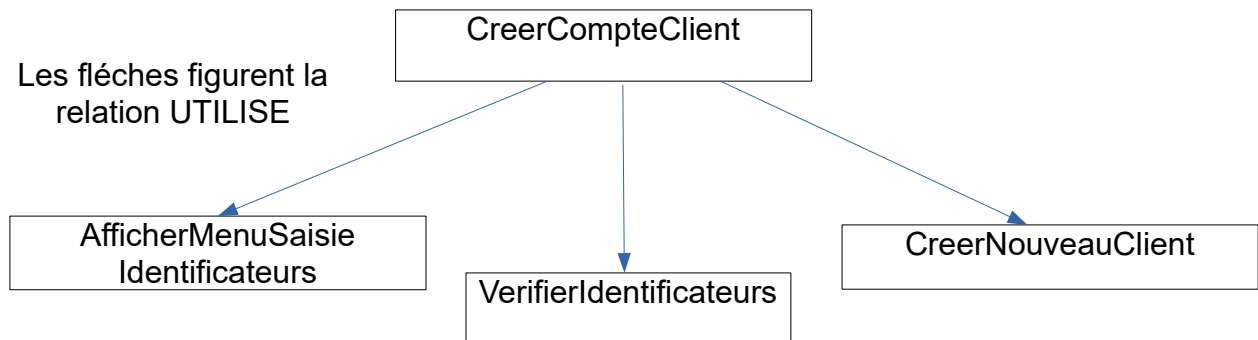 CreerCompteClient
Les fléches figurent la
relation UTILISE
AfficherMenuSaisie
Identificateurs
VerifierIdentificateurs
CreerNouveauClient